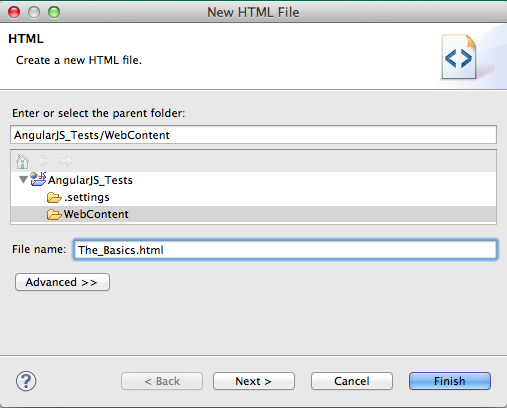 New HTML File
HTML
Create a new HTML file.
Enter or select the parent folder:
AngularJS_Tests/WebContent
AngularJS_Tests
.settings
WebContent
File name: The_Basics.html
Advanced >>
? < Back Next > Cancel Finish